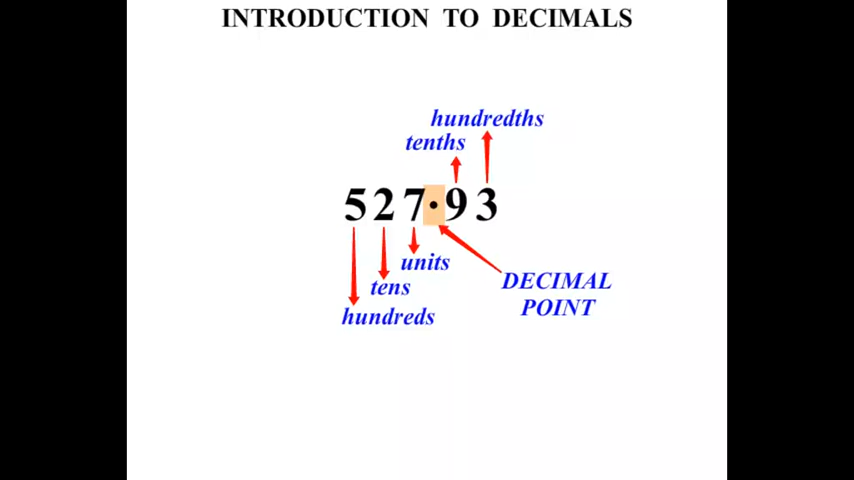 INTRODUCTION TO DECIMALS
hundredths
tenths
527·93
units
tens
hundreds
DECIMAL
POINT